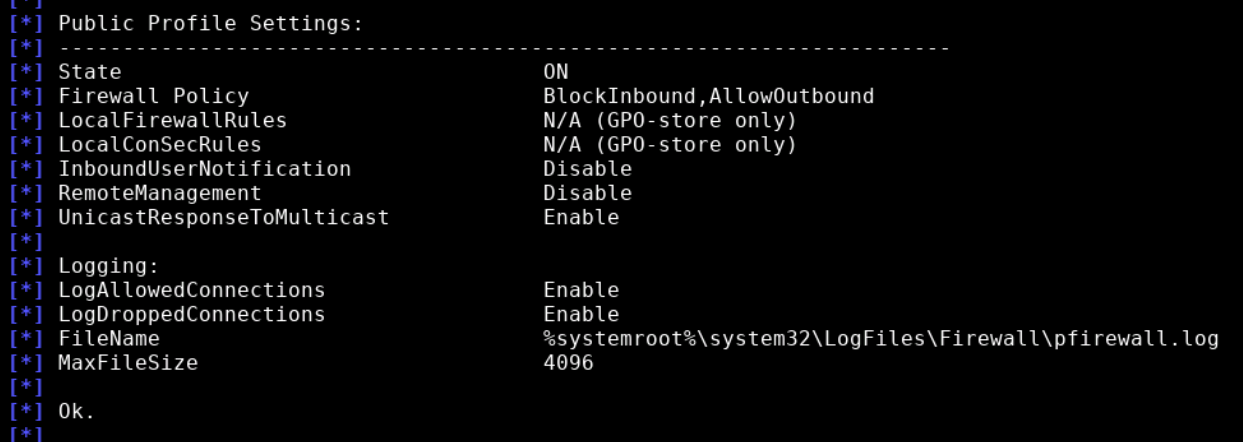 [*]
[*] Public Profile Settings:
[*] ----------------------------------------------------------------------
[*] State                                 ON
[*] Firewall Policy                       BlockInbound,AllowOutbound
[*] LocalFirewallRules                    N/A (GPO-store only)
[*] LocalConSecRules                      N/A (GPO-store only)
[*] InboundUserNotification               Disable
[*] RemoteManagement                      Disable
[*] UnicastResponseToMulticast            Enable
[*]
[*] Logging:
[*] LogAllowedConnections                 Enable
[*] LogDroppedConnections                 Enable
[*] FileName                              %systemroot%\system32\LogFiles\Firewall\pfirewall.log
[*] MaxFileSize                           4096
[*]
[*] Ok.
[*]